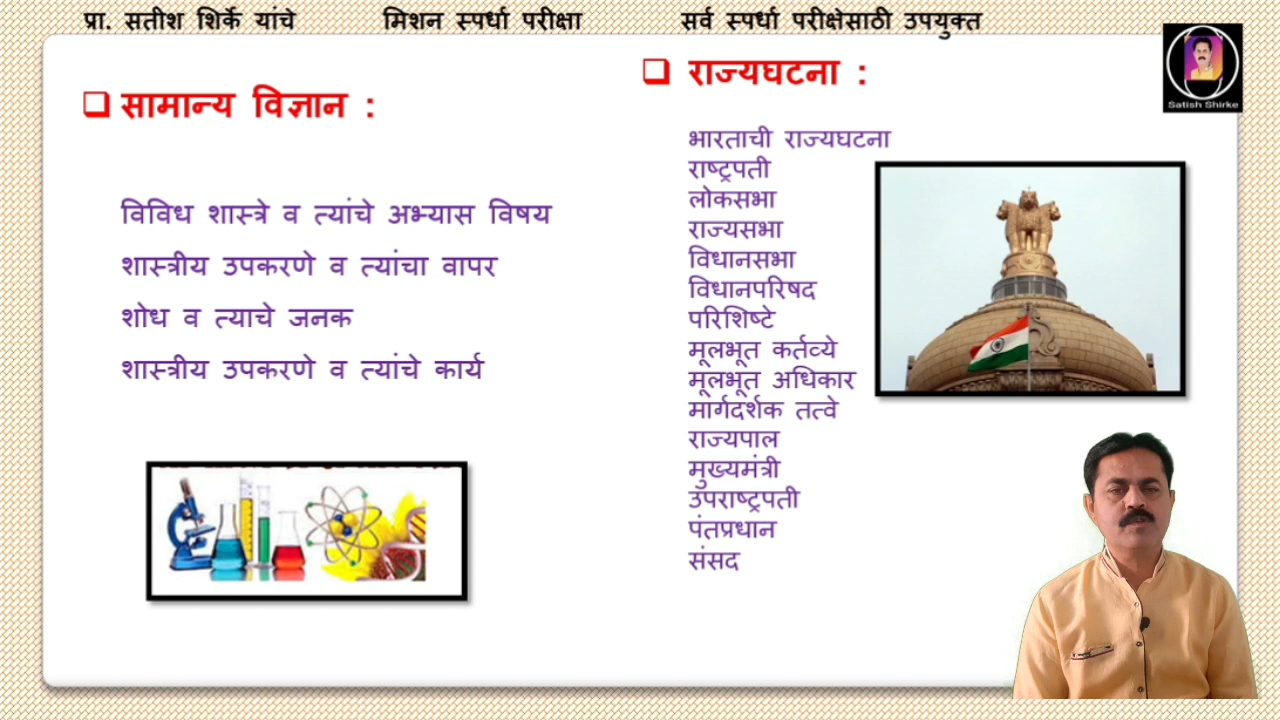 प्रा. सतीश शिर्के यांचे मिशन स्पर्धा परीक्षा सर्व स्पर्धा परीक्षेसाठी उपयुक्त
Satish Shirke
सामान्य विज्ञान :
विविध शास्त्रे व त्यांचे अभ्यास विषय
शास्त्रीय उपकरणे व त्यांचा वापर
शोध व त्याचे जनक
शास्त्रीय उपकरणे व त्यांचे कार्य
राज्यघटना :
भारताची राज्यघटना
राष्ट्रपती
लोकसभा
राज्यसभा
विधानसभा
विधानपरिषद
परिशिष्टे
मूलभूत कर्तव्ये
मूलभूत अधिकार
मार्गदर्शक तत्वे
राज्यपाल
मुख्यमंत्री
उपराष्ट्रपती
पंतप्रधान
संसद